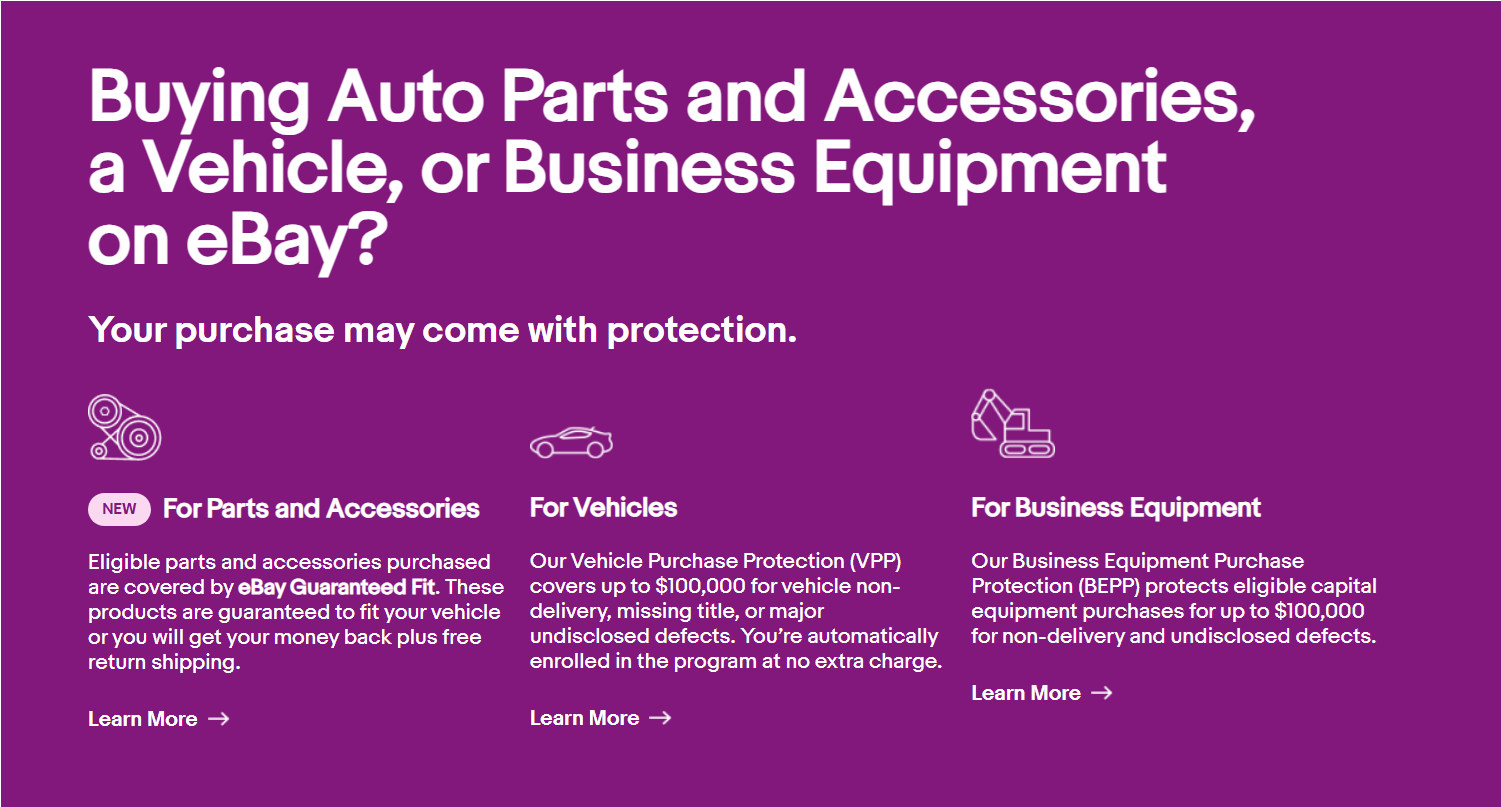 Buying Auto Parts and Accessories,
a Vehicle, or Business Equipment
on eBay?
Your purchase may come with protection.
NEW For Parts and Accessories
Eligible parts and accessories purchased
are covered by eBay Guaranteed Fit. These
products are guaranteed to fit your vehicle
or you will get your money back plus free
return shipping.
Learn More →
For Vehicles
Our Vehicle Purchase Protection (VPP)
covers up to $100,000 for vehicle non-
delivery, missing title, or major
undisclosed defects. You’re automatically
enrolled in the program at no extra charge.
Learn More →
For Business Equipment
Our Business Equipment Purchase
Protection (BEPP) protects eligible capital
equipment purchases for up to $100,000
for non-delivery and undisclosed defects.
Learn More →